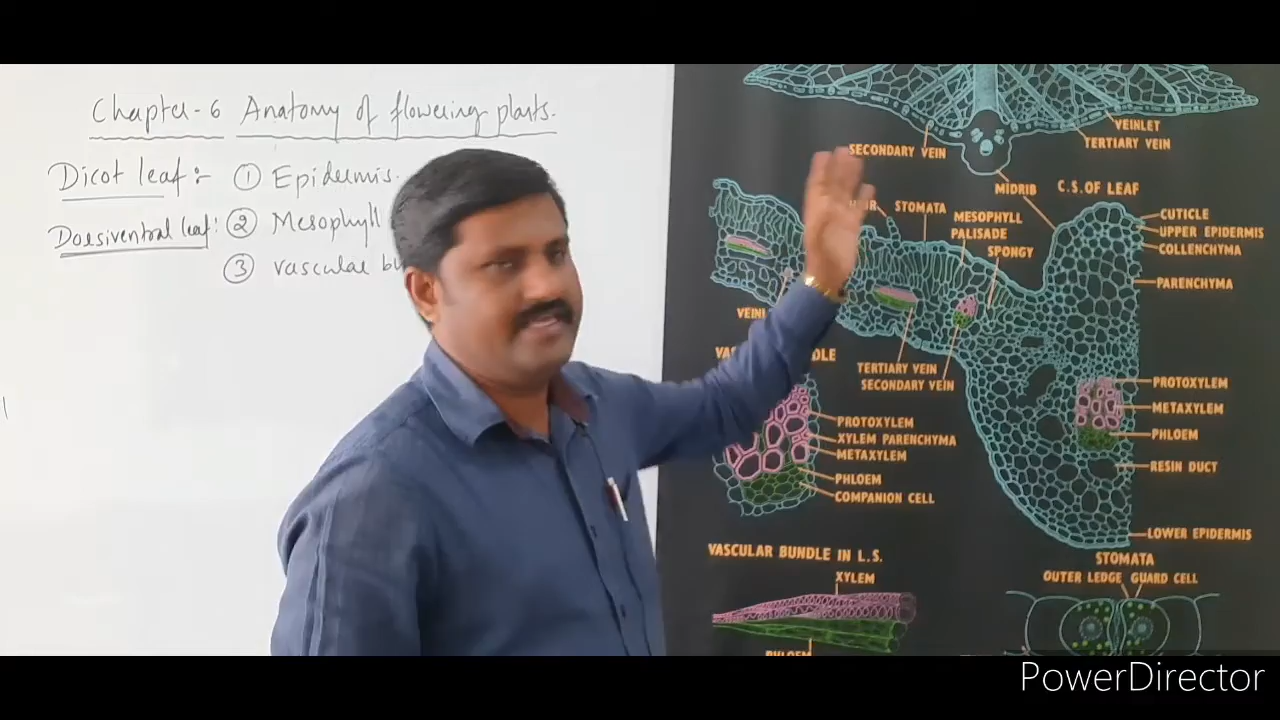 Chapter-6 Anatomy of flowering plants.
Dicot leaf :- ① Epidermis.
Dorsiventral leaf: ② Mesophyll
③ vascular
VEINLET
TERTIARY VEIN
SECONDARY VEIN
MIDRIB
C.S. OF LEAF
STOMATA
MESOPHYLL
PALISADE
SPONGY
CUTICLE
UPPER EPIDERMIS
COLLENCHYMA
PARENCHYMA
TERTIARY VEIN
SECONDARY VEIN
PROTOXYLEM
METAXYLEM
PHLOEM
RESIN DUCT
LOWER EPIDERMIS
PROTOXYLEM
XYLEM PARENCHYMA
METAXYLEM
PHLOEM
COMPANION CELL
VASCULAR BUNDLE IN L.S.
XYLEM
PHLOEM
STOMATA
OUTER LEDGE GUARD CELL
PowerDirector